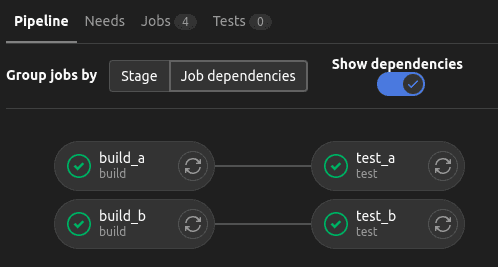 Pipeline Needs Jobs 4 Tests 0
Group jobs by Stage Job dependencies Show dependencies
build_a test_a
build test
build_b test_b
build test